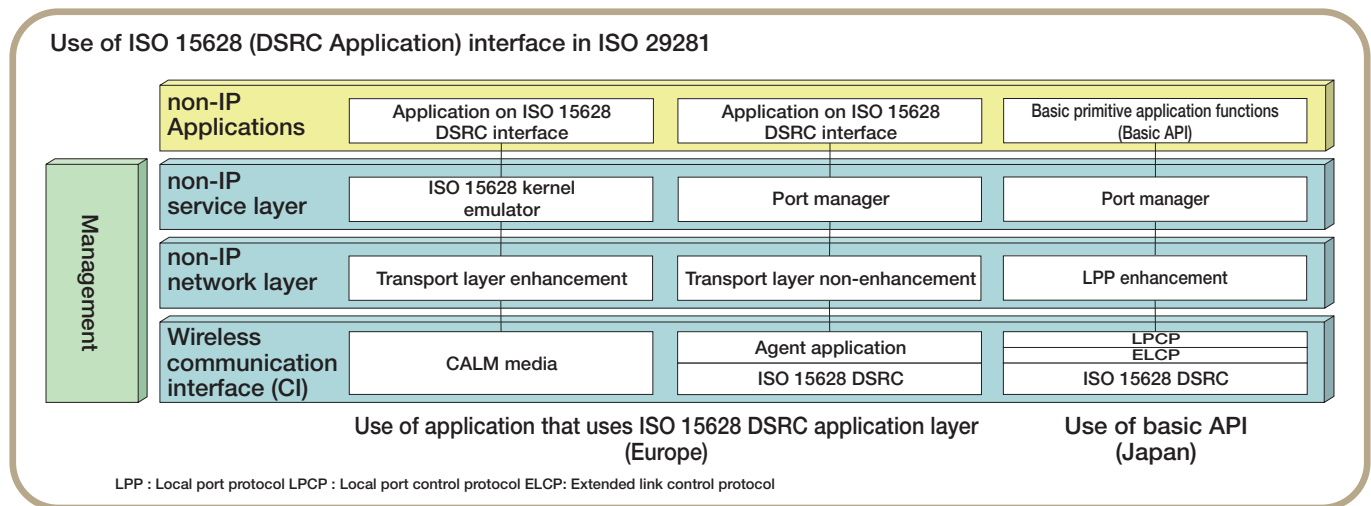 Use of ISO 15628 (DSRC Application) interface in ISO 29281
non-IP
Applications
Application on ISO 15628
DSRC interface
Application on ISO 15628
DSRC interface
Basic primitive application functions
(Basic API)
Management
non-IP
service layer
ISO 15628 kernel
emulator
Port manager
Port manager
non-IP
network layer
Transport layer enhancement
Transport layer non-enhancement
LPP enhancement
Wireless
communication
interface (CI)
CALM media
Agent application
ISO 15628 DSRC
LPCP
ELCP
ISO 15628 DSRC
Use of application that uses ISO 15628 DSRC application layer
(Europe)
Use of basic API
(Japan)
LPP : Local port protocol LPCP : Local port control protocol ELCP: Extended link control protocol